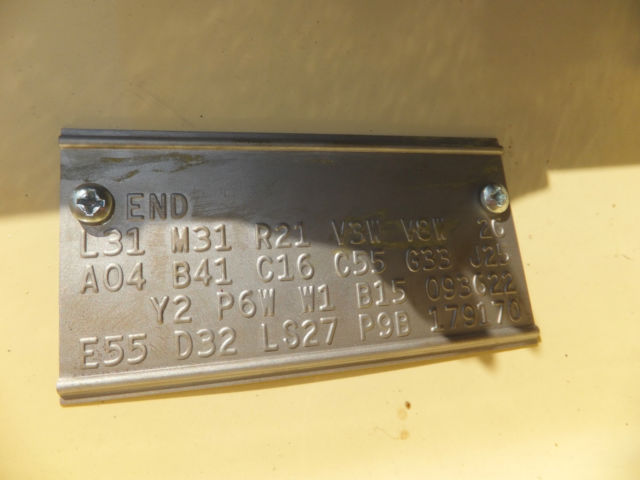 END
L31 M31 R21 V3W V8W 26
A04 B41 C16 C55 G33 J25
Y2 P6W W1 B15 093622
E55 D32 LS27 P9B 179170